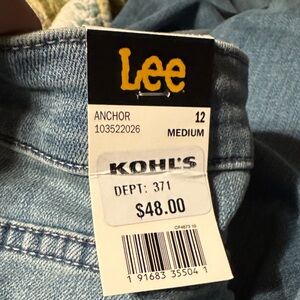 Lee
ANCHOR 12
103522026 MEDIUM
KOHL'S
DEPT: 371
$48.00
1 91683 35504 1